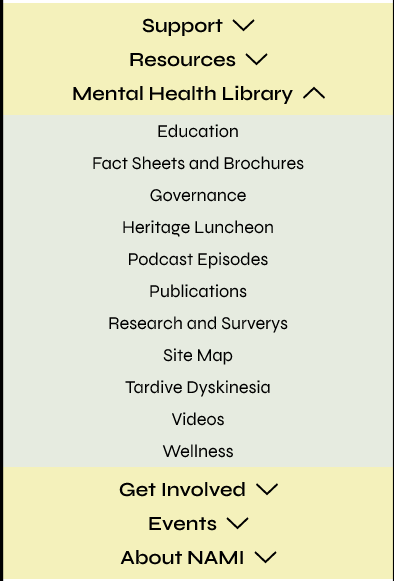 Support
Resources
Mental Health Library
Education
Fact Sheets and Brochures
Governance
Heritage Luncheon
Podcast Episodes
Publications
Research and Surverys
Site Map
Tardive Dyskinesia
Videos
Wellness
Get Involved
Events
About NAMI